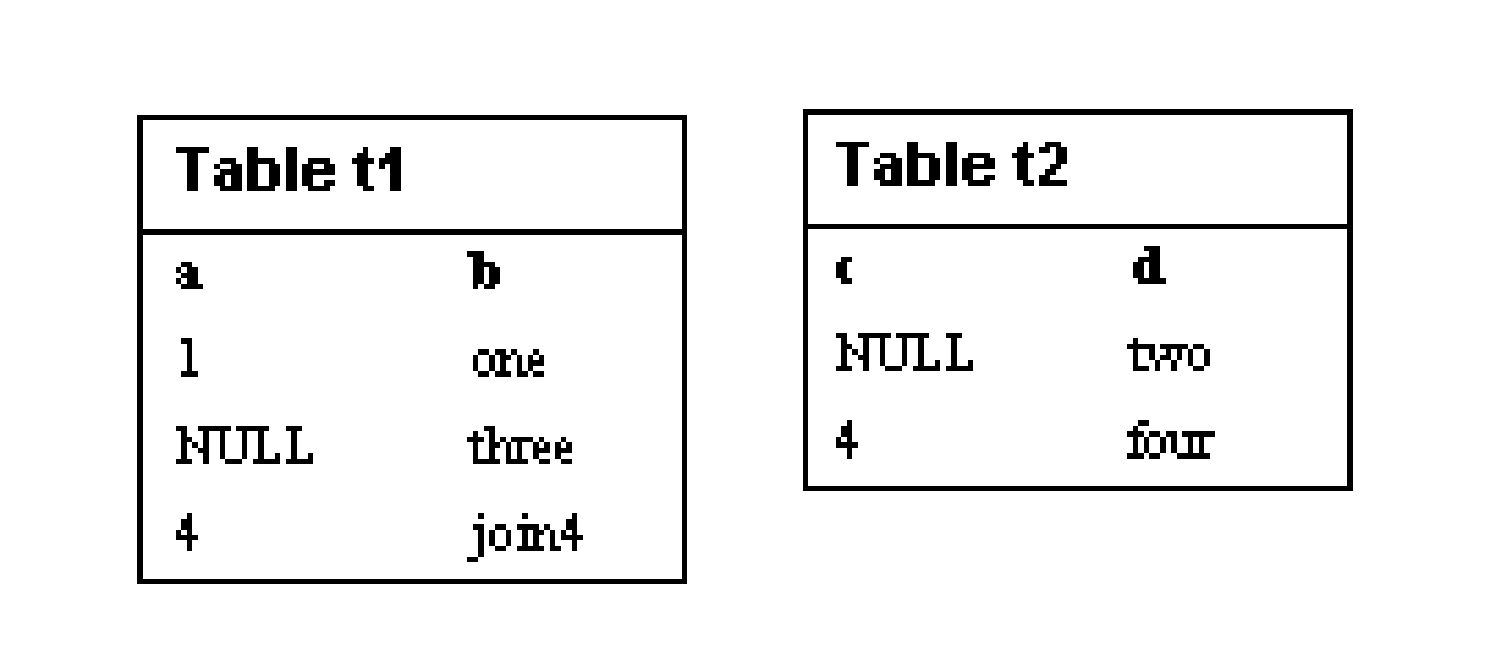 Table t1
a b
1 one
NULL three
4 join4
Table t2
c d
NULL two
4 four